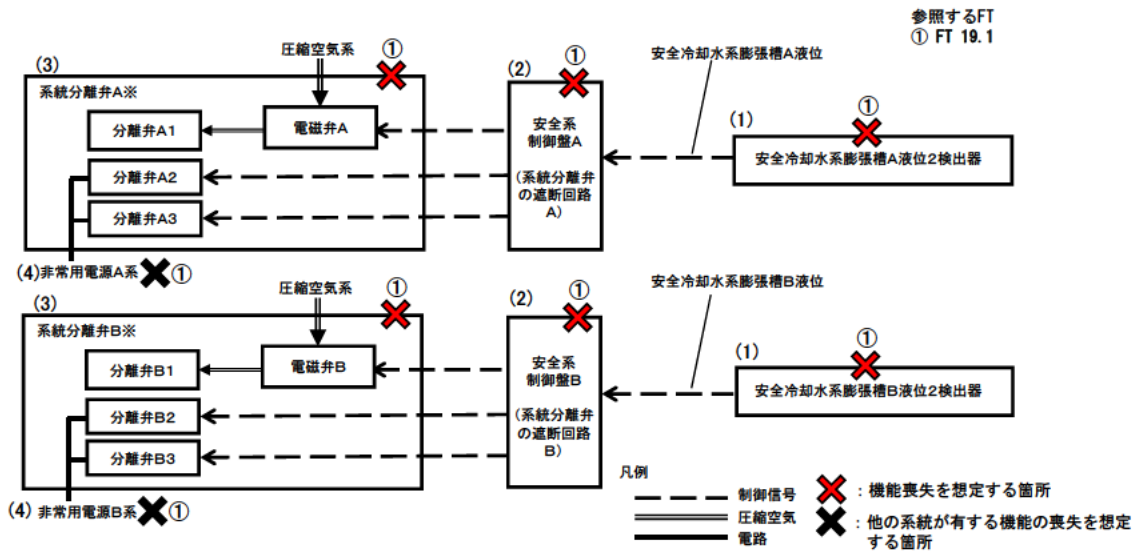 参照するFT
① FT 19.1
圧縮空気系
①
(3)
系統分離弁A※
分離弁A1
電磁弁A
分離弁A2
分離弁A3
(4)非常用電源A系
①
(2)
①
安全系
制御盤A
(系統分離弁
の遮断回路
A)
安全冷却水系膨張槽A液位
(1)
①
安全冷却水系膨張槽A液位2検出器
圧縮空気系
①
(3)
系統分離弁B※
分離弁B1
電磁弁B
分離弁B2
分離弁B3
(4)非常用電源B系
①
(2)
①
安全系
制御盤B
(系統分離弁
の遮断回路
B)
安全冷却水系膨張槽B液位
(1)
①
安全冷却水系膨張槽B液位2検出器
凡例
制御信号
圧縮空気
電路
:機能喪失を想定する箇所
:他の系統が有する機能の喪失を想定
する箇所